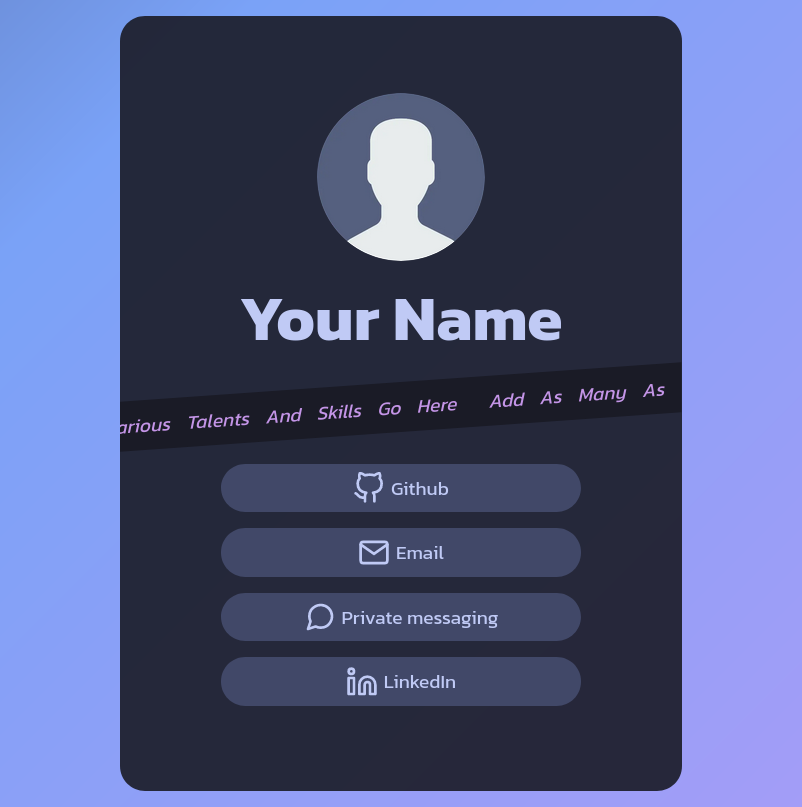 Your Name
arious Talents And Skills Go Here Add As Many As
Github
Email
Private messaging
LinkedIn